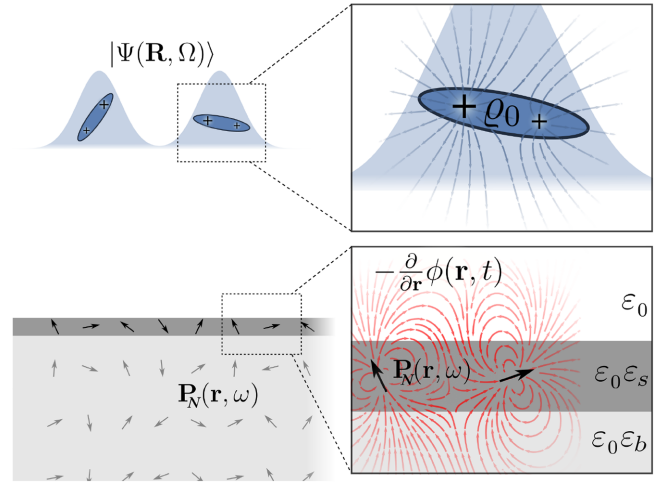 |Ψ(R, Ω)⟩
+ +
+ +
+ ϱ₀ +
−∂/∂r ϕ(r, t)
ε₀
P_N(r, ω)
ε₀ε_s
P_N(r, ω)
ε₀ε_b